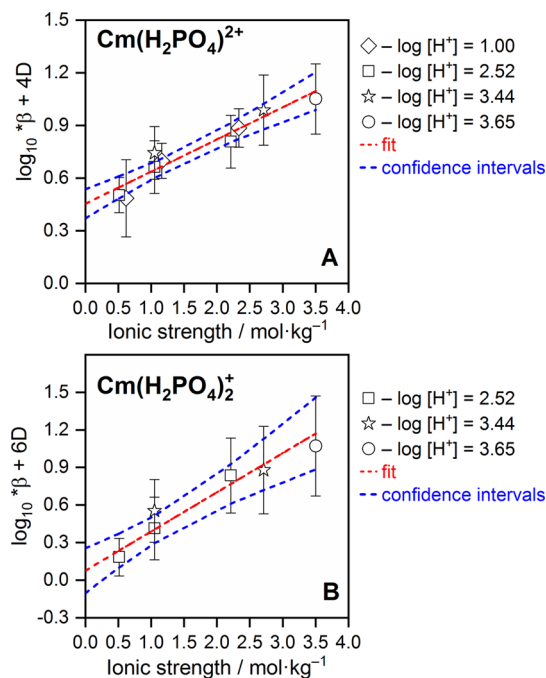 Cm(H₂PO₄)²⁺
log₁₀ *β + 4D
1.5
1.2
0.9
0.6
0.3
0.0
0.0 0.5 1.0 1.5 2.0 2.5 3.0 3.5 4.0
Ionic strength / mol·kg⁻¹
A
– log [H⁺] = 1.00
– log [H⁺] = 2.52
– log [H⁺] = 3.44
– log [H⁺] = 3.65
fit
confidence intervals
Cm(H₂PO₄)₂⁺
log₁₀ *β + 6D
1.5
1.2
0.9
0.6
0.3
0.0
-0.3
0.0 0.5 1.0 1.5 2.0 2.5 3.0 3.5 4.0
Ionic strength / mol·kg⁻¹
B
– log [H⁺] = 2.52
– log [H⁺] = 3.44
– log [H⁺] = 3.65
fit
confidence intervals